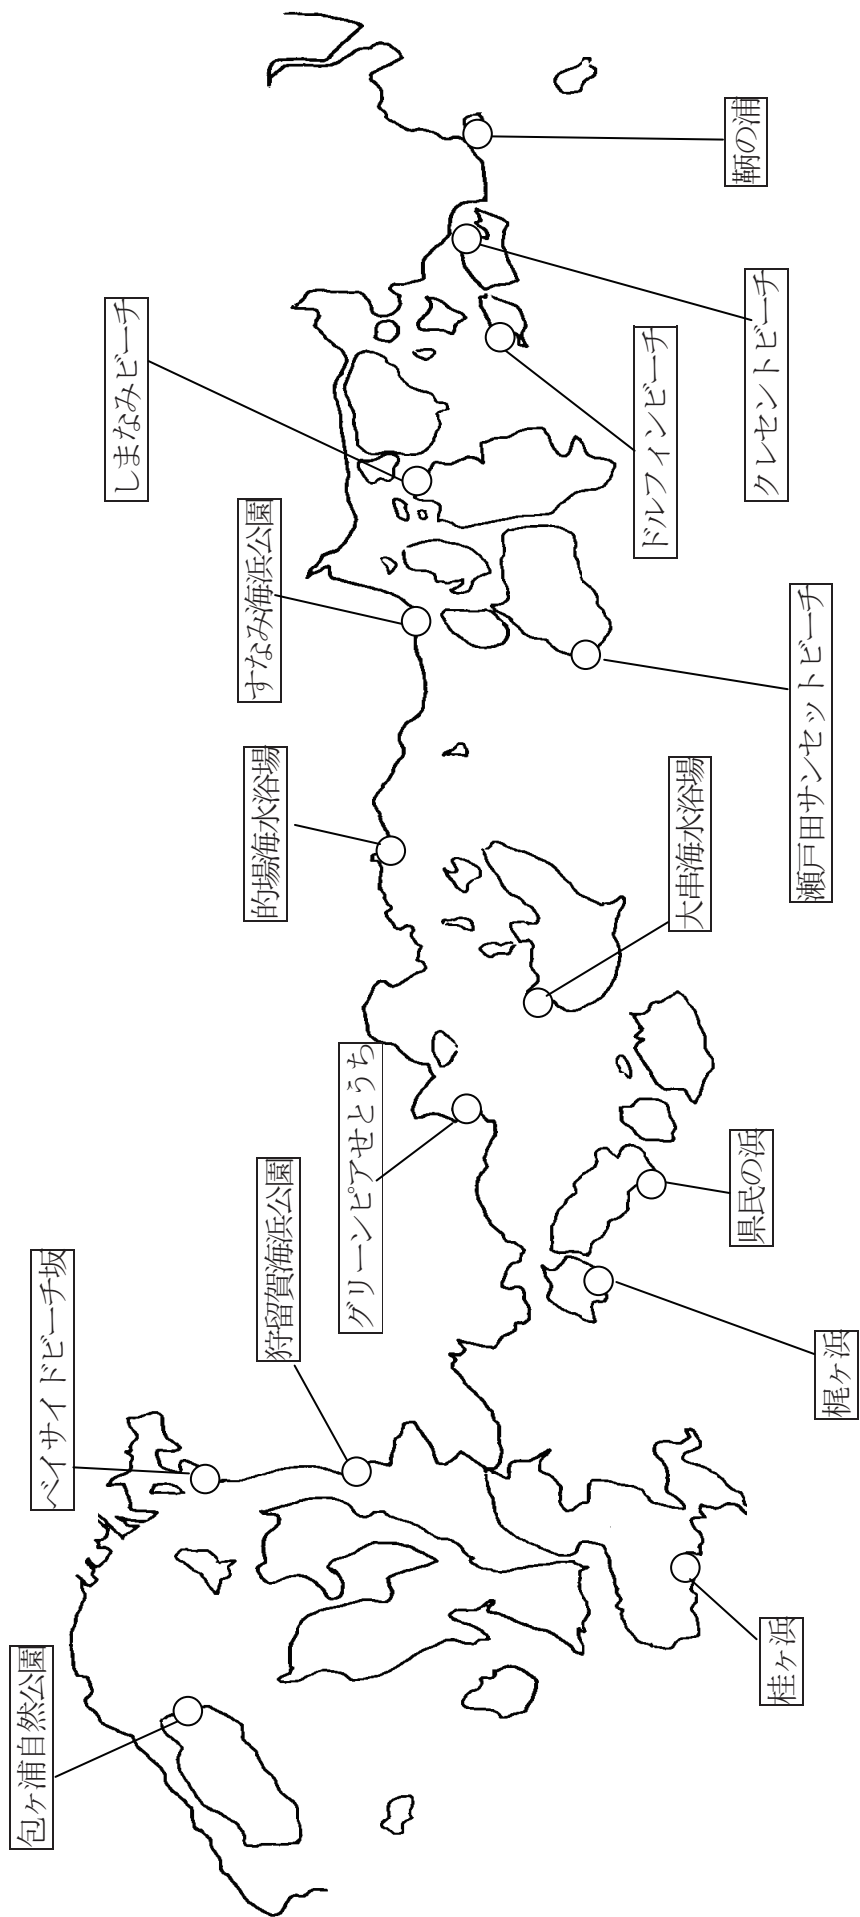 包ヶ浦自然公園
ベイサイドビーチ坂
狩留賀海浜公園
グリーンピアせとうち
的場海水浴場
すなみ海浜公園
しまなみビーチ
桂ヶ浜
梶ヶ浜
県民の浜
大串海水浴場
瀬戸田サンセットビーチ
ドルフィンビーチ
クレセントビーチ
鞆の浦